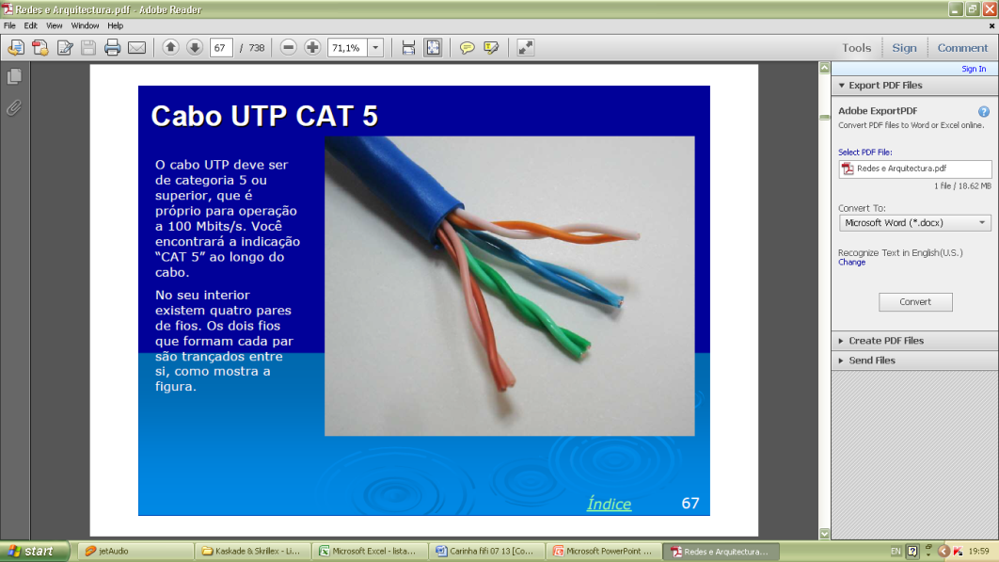 Redes e Arquitectura.pdf - Adobe Reader
File Edit View Window Help
67 / 738 71,1% Tools Sign Comment
Sign In
Export PDF Files
Adobe ExportPDF
Convert PDF files to Word or Excel online.
Select PDF File:
Redes e Arquitectura.pdf
1 file / 18.62 MB
Convert To:
Microsoft Word (*.docx)
Recognize Text in English(U.S.)
Change
Convert
Create PDF Files
Send Files
Cabo UTP CAT 5
O cabo UTP deve ser
de categoria 5 ou
superior, que é
próprio para operação
a 100 Mbits/s. Você
encontrará a indicação
“CAT 5” ao longo do
cabo.
No seu interior
existem quatro pares
de fios. Os dois fios
que formam cada par
são trançados entre
si, como mostra a
figura.
Índice 67
start jetAudio Kaskade & Skrillex - Li... Microsoft Excel - lista... Carinha fifi 07 13 [Co... Microsoft PowerPoint ... Redes e Arquitectura... EN 19:59